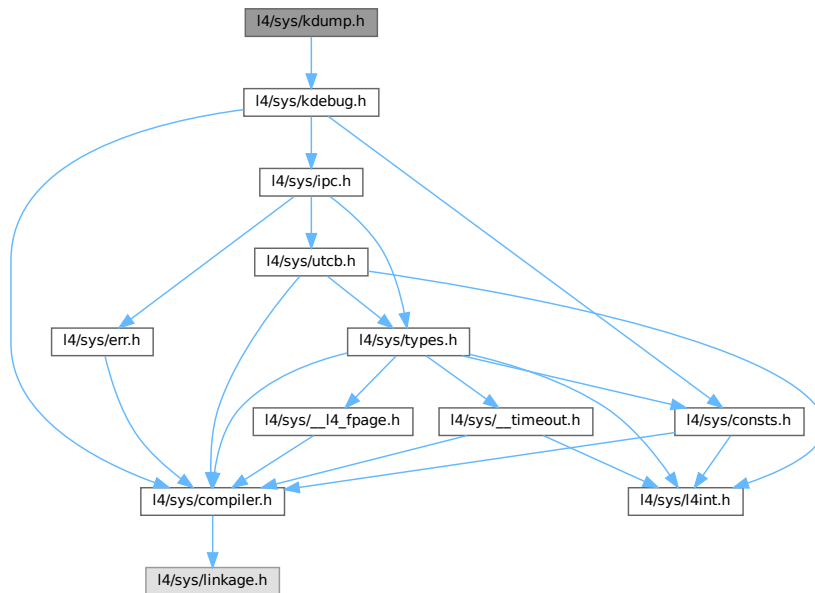 l4/sys/kdump.h
l4/sys/kdebug.h
l4/sys/ipc.h
l4/sys/utcb.h
l4/sys/err.h
l4/sys/types.h
l4/sys/__l4_fpage.h
l4/sys/__timeout.h
l4/sys/consts.h
l4/sys/compiler.h
l4/sys/l4int.h
l4/sys/linkage.h